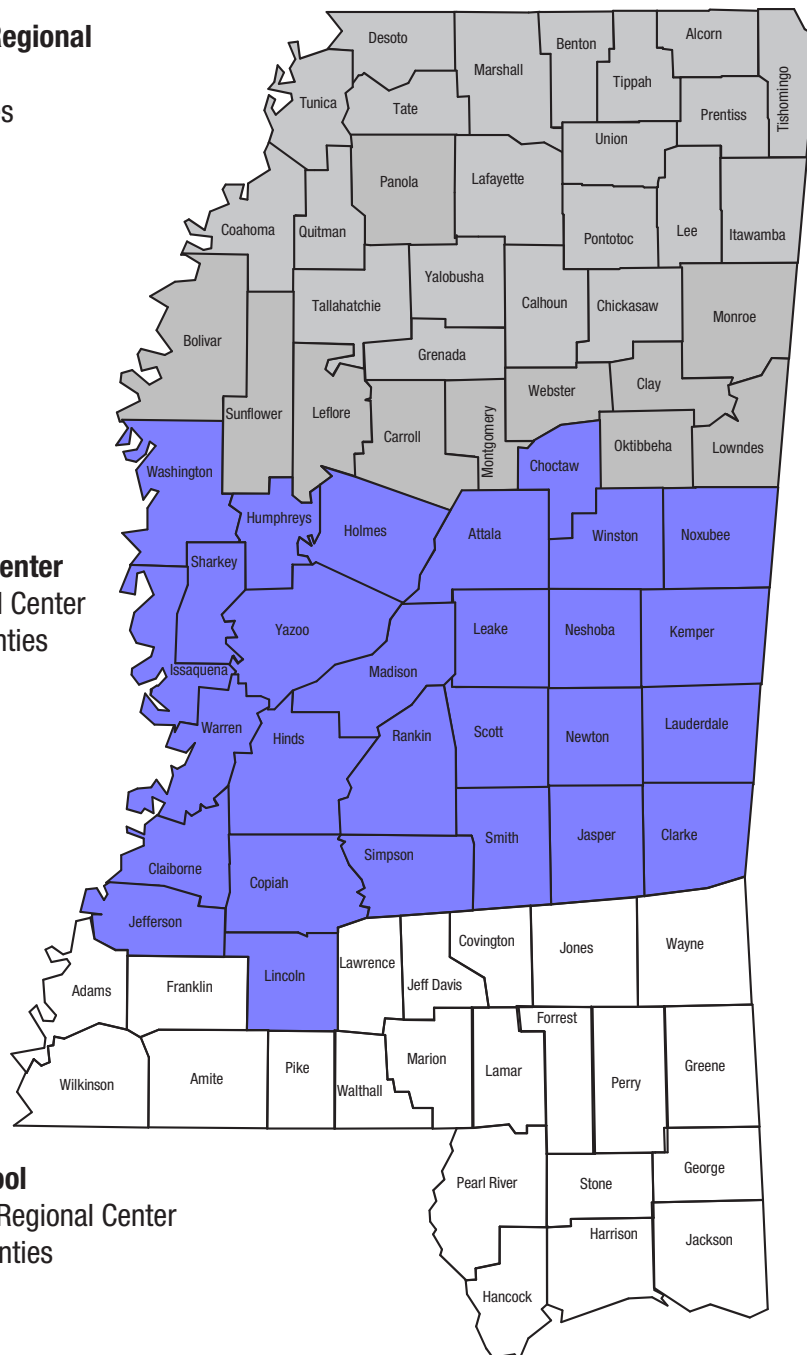 Regional
s
Desoto
Marshall
Benton
Tippah
Alcorn
Tishomingo
Tunica
Tate
Prentiss
Union
Panola
Lafayette
Coahoma
Quitman
Pontotoc
Lee
Itawamba
Tallahatchie
Yalobusha
Calhoun
Chickasaw
Monroe
Bolivar
Grenada
Sunflower
Leflore
Carroll
Montgomery
Webster
Clay
Oktibbeha
Lowndes
Washington
Humphreys
Holmes
Attala
Choctaw
Winston
Noxubee
Sharkey
enter
l Center
nties
Yazoo
Leake
Neshoba
Kemper
Issaquena
Madison
Warren
Hinds
Rankin
Scott
Newton
Lauderdale
Claiborne
Copiah
Simpson
Smith
Jasper
Clarke
Jefferson
Lincoln
Lawrence
Jeff Davis
Covington
Jones
Wayne
Adams
Franklin
Wilkinson
Amite
Pike
Walthall
Marion
Lamar
Forrest
Perry
Greene
ool
Regional Center
nties
Pearl River
Stone
George
Hancock
Harrison
Jackson